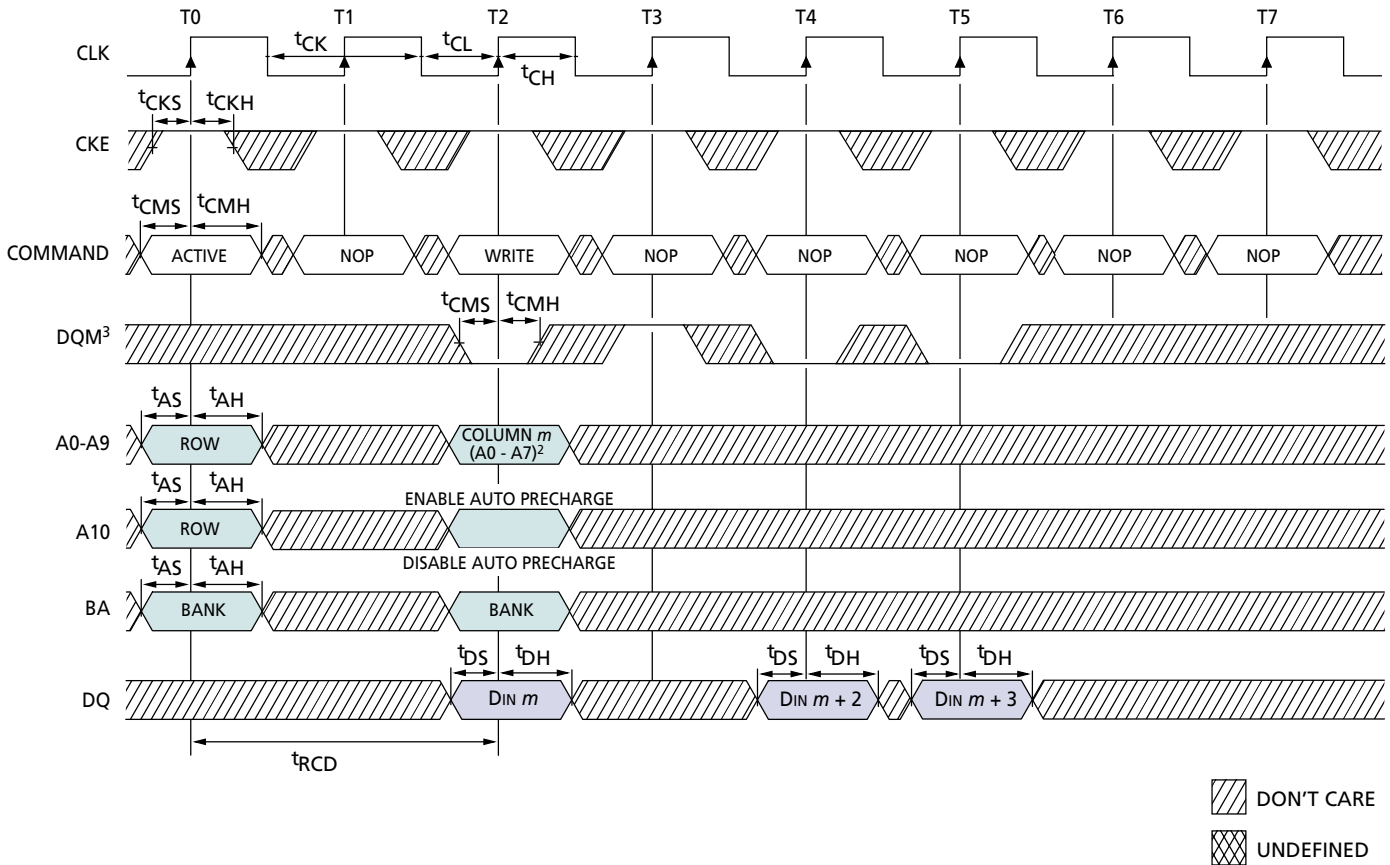 T0 T1 T2 T3 T4 T5 T6 T7
CLK tCK tCL
tCH
tCKS tCKH
CKE
tCMS tCMH
COMMAND ACTIVE NOP WRITE NOP NOP NOP NOP NOP
tCMS tCMH
DQM3
tAS tAH
A0-A9 ROW COLUMN m
(A0 - A7)2
tAS tAH ENABLE AUTO PRECHARGE
A10 ROW
DISABLE AUTO PRECHARGE
tAS tAH
BA BANK BANK
tDS tDH tDS tDH tDS tDH
DQ DIN m DIN m + 2 DIN m + 3
tRCD
DON'T CARE
UNDEFINED